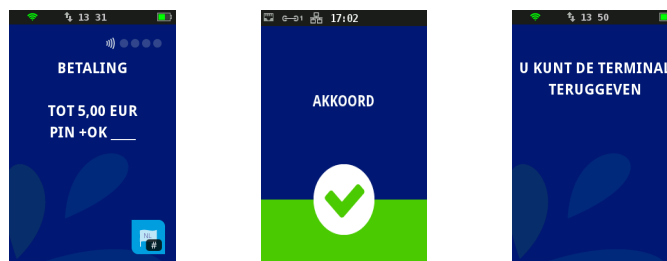 13 31
BETALING
TOT 5,00 EUR
PIN +OK ____
NL
#
17:02
AKKOORD
13 50
U KUNT DE TERMINAL
TERUGGEVEN